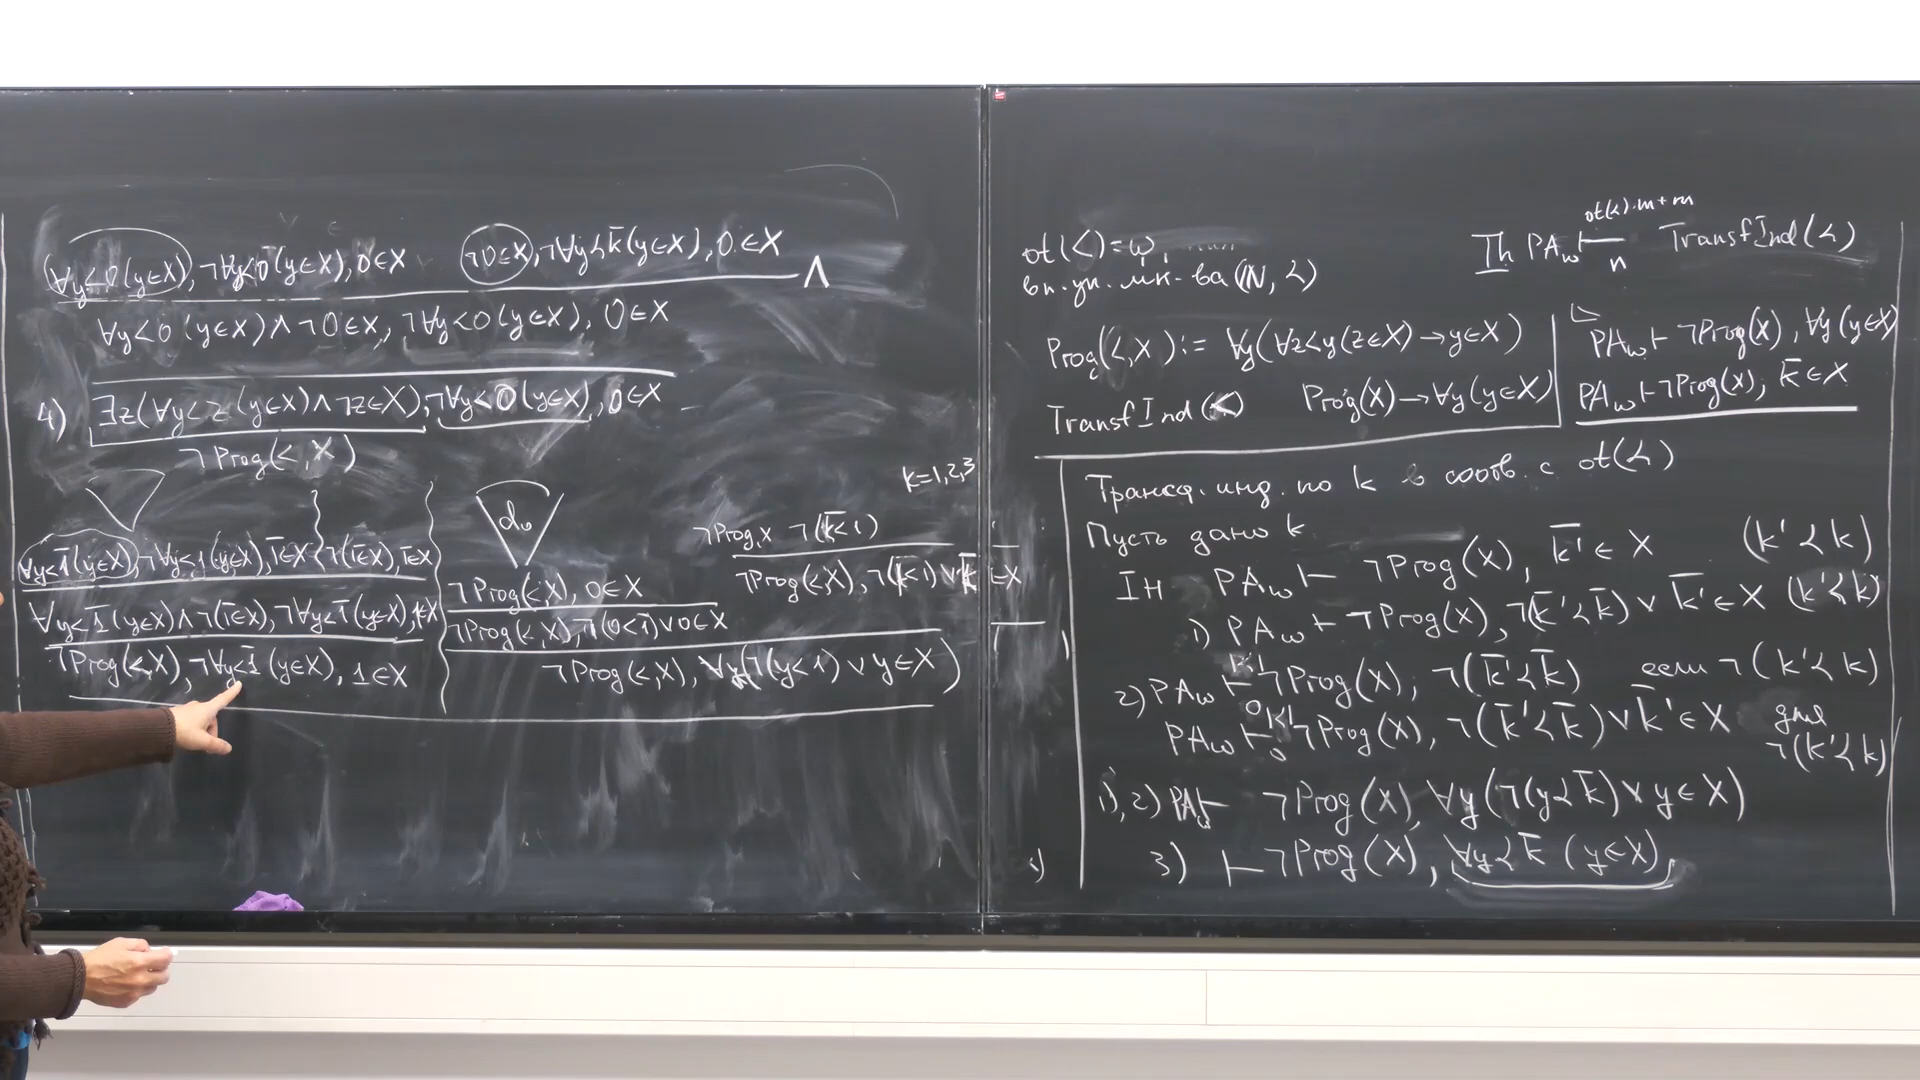 (∀y<0(y∈X)), ¬∀y<0̄(y∈X), 0∈X   ¬0∈X, ¬∀y≺k̄(y∈X), 0∈X   ∧
∀y<0(y∈X)∧¬0∈X, ¬∀y<0(y∈X), 0∈X
4) ∃z(∀y<z(y∈X)∧¬z∈X), ¬∀y<0(y∈X), 0∈X
¬Prog(<,X)
∀y<1̄(y∈X), ¬∀y<1(y∈X), 1̄∈X   ¬(1̄∈X), 1∈X
∀y<1̄(y∈X)∧¬(1̄∈X), ¬∀y<1̄(y∈X), 1∈X
¬Prog(<,X), ¬∀y<1̄(y∈X), 1∈X
d₀
¬Prog(<,X), 0∈X
¬Prog(<,X), ¬(0<1̄)∨0∈X
k=1,2,3
¬Prog,X ¬(k̄<1)
¬Prog(<,X), ¬(k̄<1)∨k̄∈X
¬Prog(<,X), ∀y(¬(y<1)∨y∈X)
ot(≺)=ω
вп. уп. мн-ва (ℕ, ≺)
Th PA_ω ⊢^{ot(≺)·m+m}_n TransfInd(≺)
Prog(≺,X) := ∀y(∀z≺y(z∈X)→y∈X)
TransfInd(≺)   Prog(X)→∀y(y∈X)
PA_ω ⊢ ¬Prog(X), ∀y(y∈X)
PA_ω ⊢ ¬Prog(X), k̄∈X
Трансф. инд. по k в соотв. с ot(≺)
Пусть дано k
IH PA_ω ⊢ ¬Prog(X), k̄'∈X (k'≺k)
1) PA_ω ⊢ ¬Prog(X), ¬(k̄'≺k̄)∨k̄'∈X (k'≺k)
2) PA_ω ⊢ ¬Prog(X), ¬(k̄'≺k̄) если ¬(k'≺k)
PA_ω ⊢ ¬Prog(X), ¬(k̄'≺k̄)∨k̄'∈X для ¬(k'≺k)
1),2) PA_ω ⊢ ¬Prog(X), ∀y(¬(y≺k̄)∨y∈X)
3) ⊢ ¬Prog(X), ∀y≺k̄(y∈X),